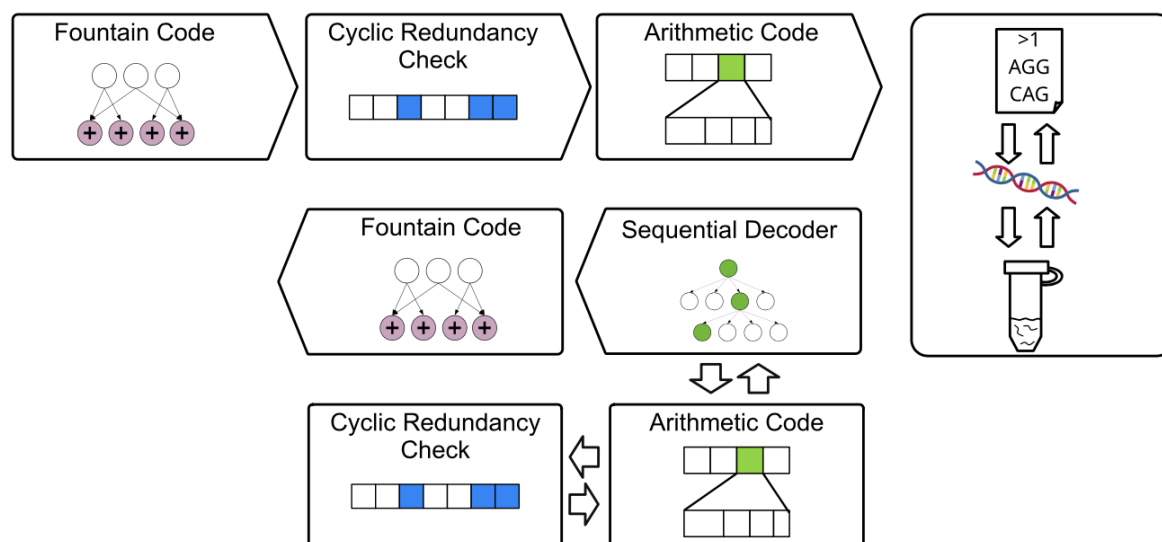 Fountain Code
+ + + +
Cyclic Redundancy
Check
Arithmetic Code
>1
AGG
CAG
Fountain Code
+ + + +
Sequential Decoder
Cyclic Redundancy
Check
Arithmetic Code